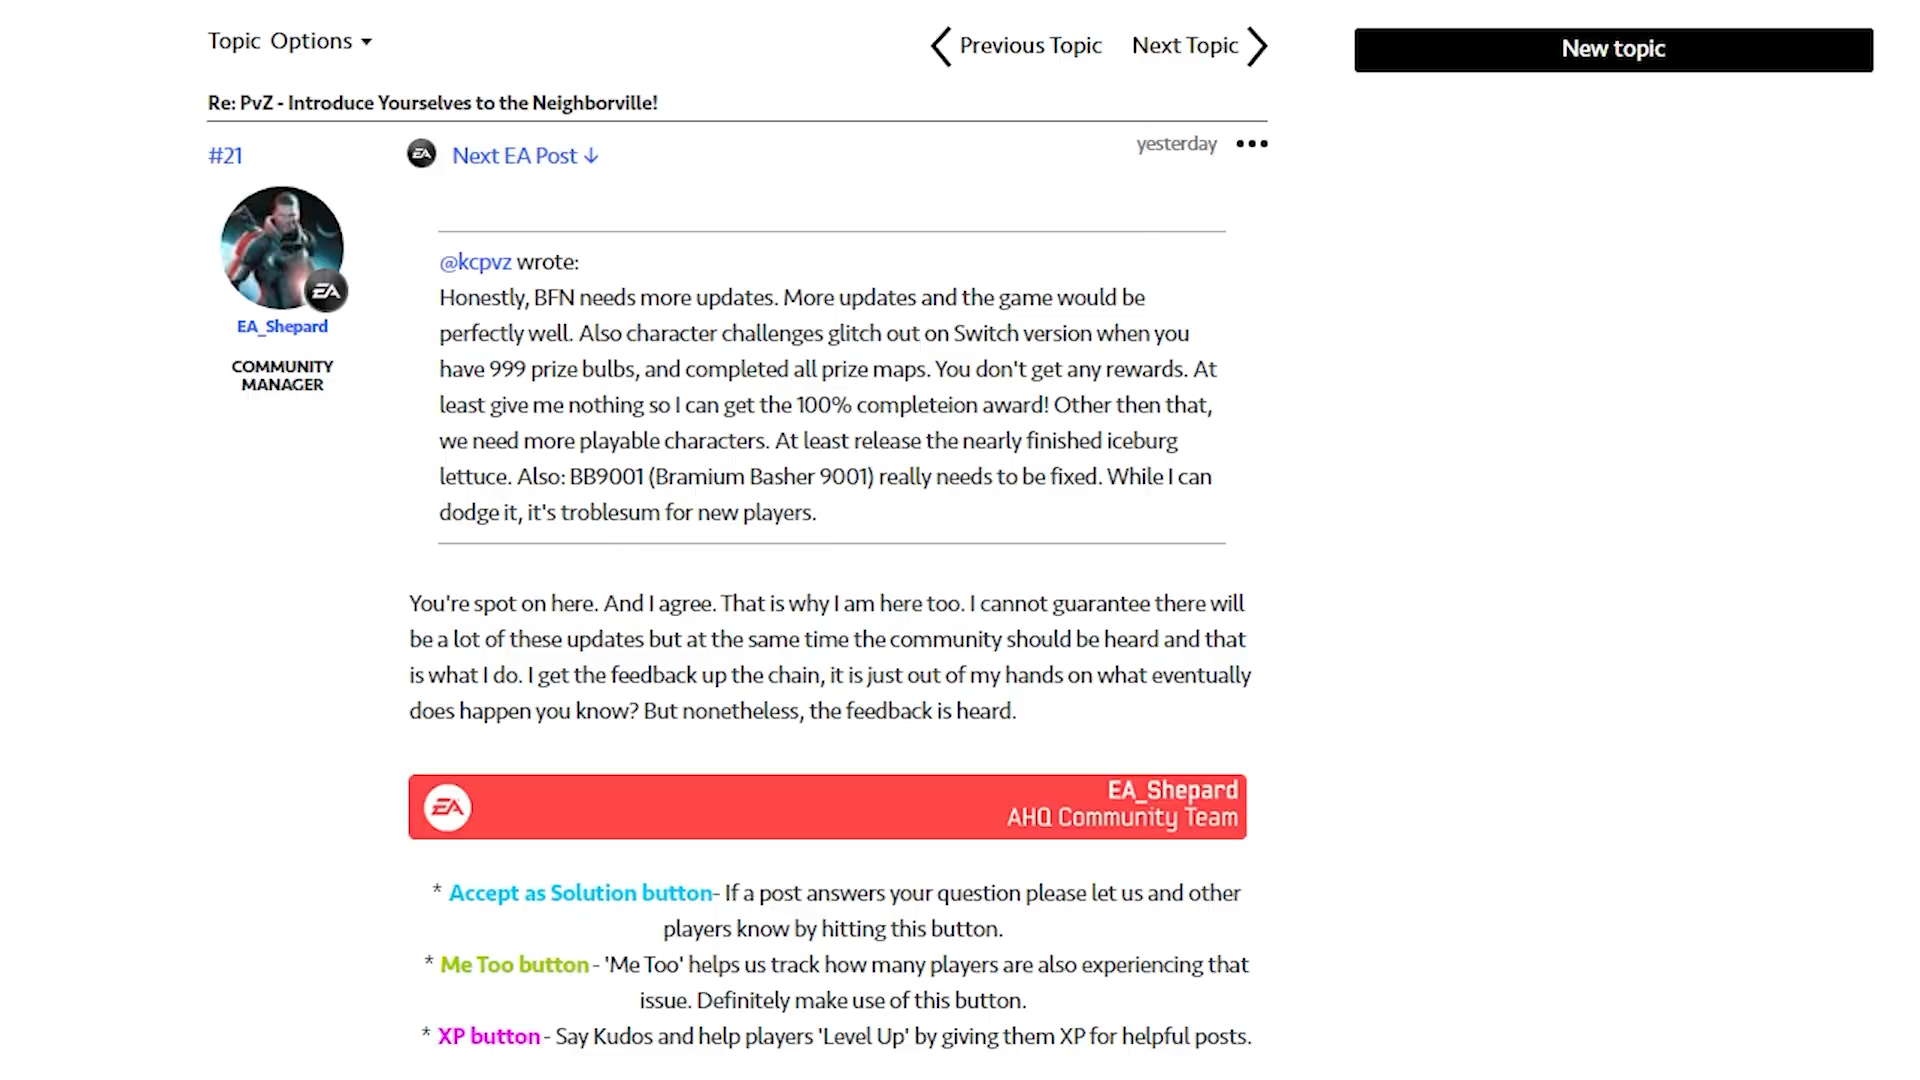 Topic Options
Previous Topic
Next Topic
New topic
Re: PvZ - Introduce Yourselves to the Neighborville!
#21
EA
Next EA Post ↓
yesterday
EA
EA_Shepard
COMMUNITY
MANAGER
@kcpvz wrote:
Honestly, BFN needs more updates. More updates and the game would be
perfectly well. Also character challenges glitch out on Switch version when you
have 999 prize bulbs, and completed all prize maps. You don't get any rewards. At
least give me nothing so I can get the 100% completeion award! Other then that,
we need more playable characters. At least release the nearly finished iceburg
lettuce. Also: BB9001 (Bramium Basher 9001) really needs to be fixed. While I can
dodge it, it's troblesum for new players.
You're spot on here. And I agree. That is why I am here too. I cannot guarantee there will
be a lot of these updates but at the same time the community should be heard and that
is what I do. I get the feedback up the chain, it is just out of my hands on what eventually
does happen you know? But nonetheless, the feedback is heard.
EA
EA_Shepard
AHQ Community Team
* Accept as Solution button- If a post answers your question please let us and other
players know by hitting this button.
* Me Too button - 'Me Too' helps us track how many players are also experiencing that
issue. Definitely make use of this button.
* XP button - Say Kudos and help players 'Level Up' by giving them XP for helpful posts.